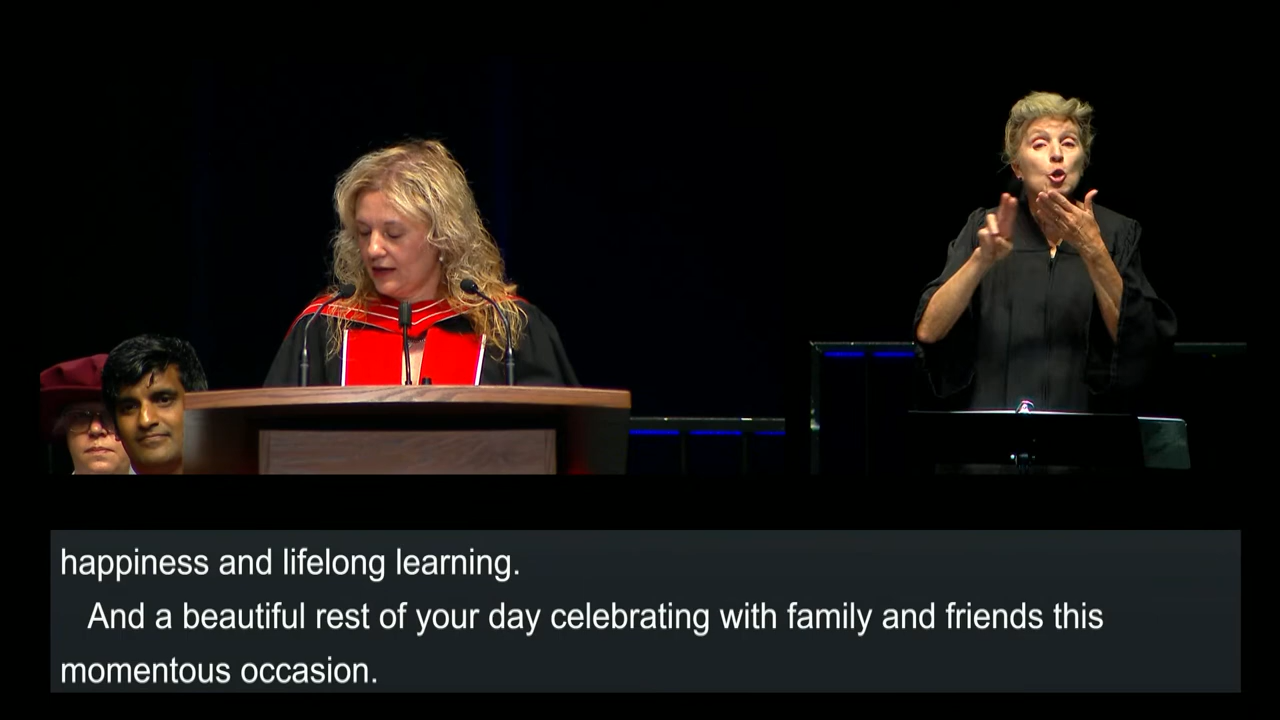 happiness and lifelong learning.
And a beautiful rest of your day celebrating with family and friends this
momentous occasion.